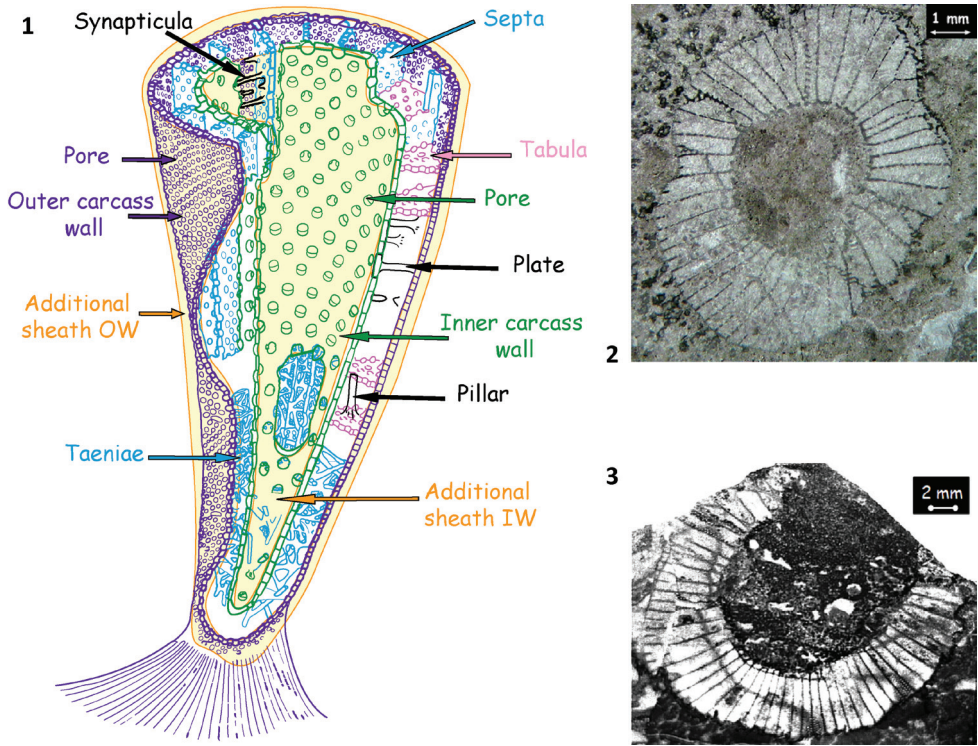 1
Synapticula
Septa
Pore
Outer carcass
wall
Tabula
Pore
Plate
Additional
sheath OW
Inner carcass
wall
Pillar
Taeniae
Additional
sheath IW
1 mm
2
3
2 mm